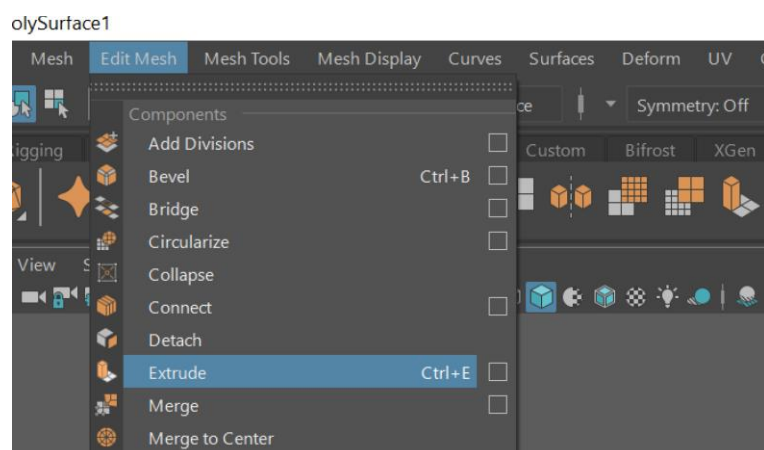 olySurface1
Mesh Edit Mesh Mesh Tools Mesh Display Curves Surfaces Deform UV
Components
ce Symmetry: Off
Add Divisions
igging Custom Bifrost XGen
Bevel Ctrl+B
Bridge
Circularize
View
Collapse
Connect
Detach
Extrude Ctrl+E
Merge
Merge to Center